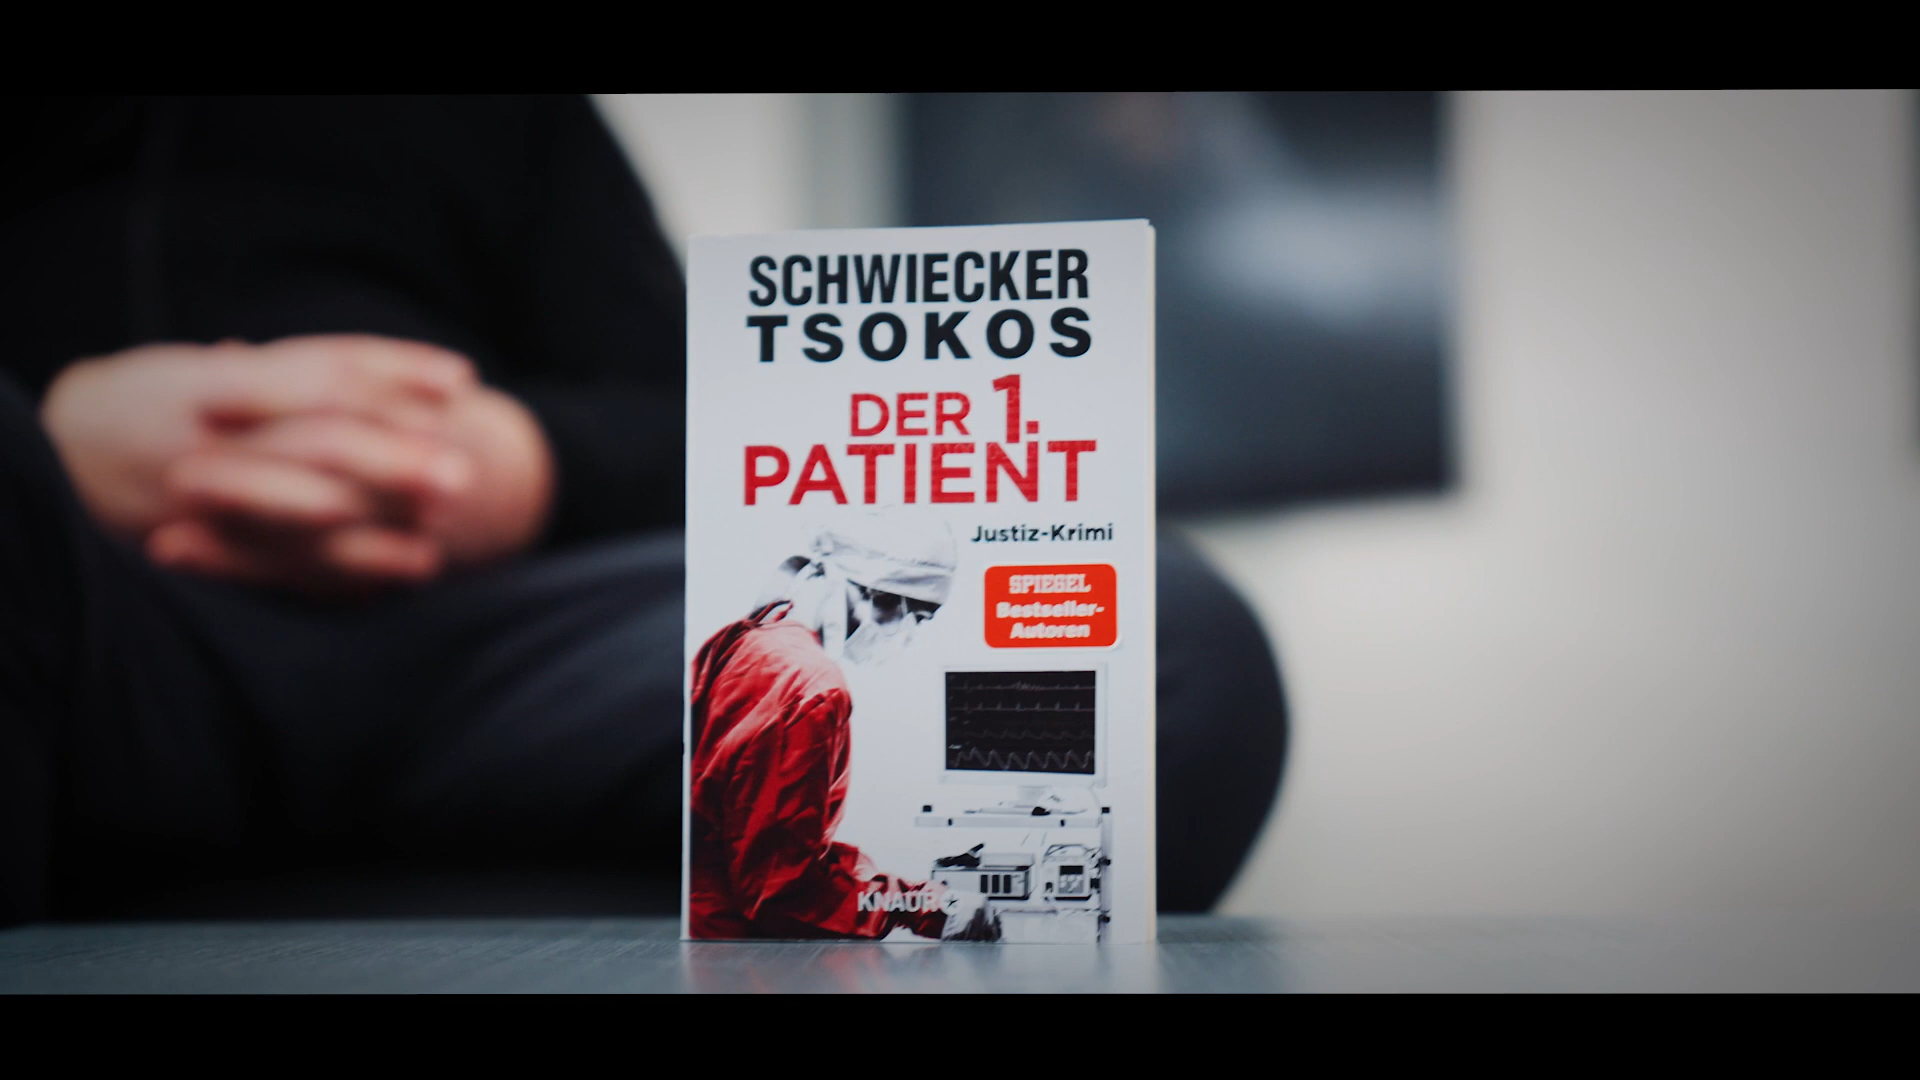 SCHWIECKER
TSOKOS
DER 1.
PATIENT
Justiz-Krimi
SPIEGEL
Bestseller-
Autoren
KNAUR